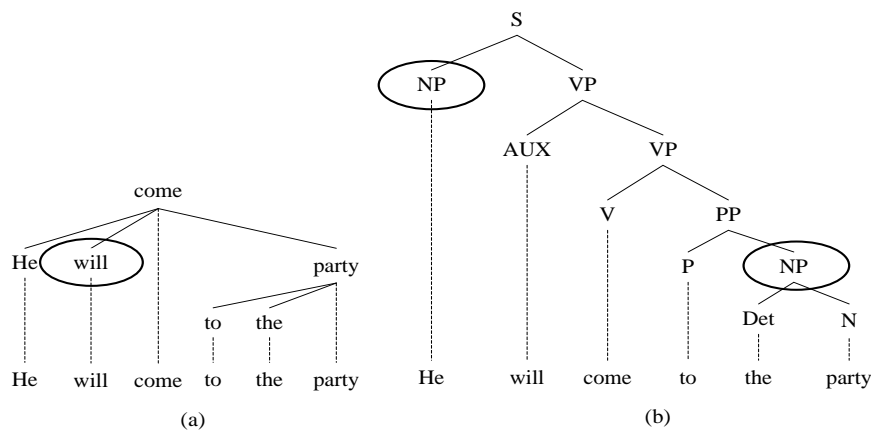 S
NP VP
AUX VP
come
V PP
He will party P NP
to the Det N
He will come to the party He will come to the party
(a) (b)